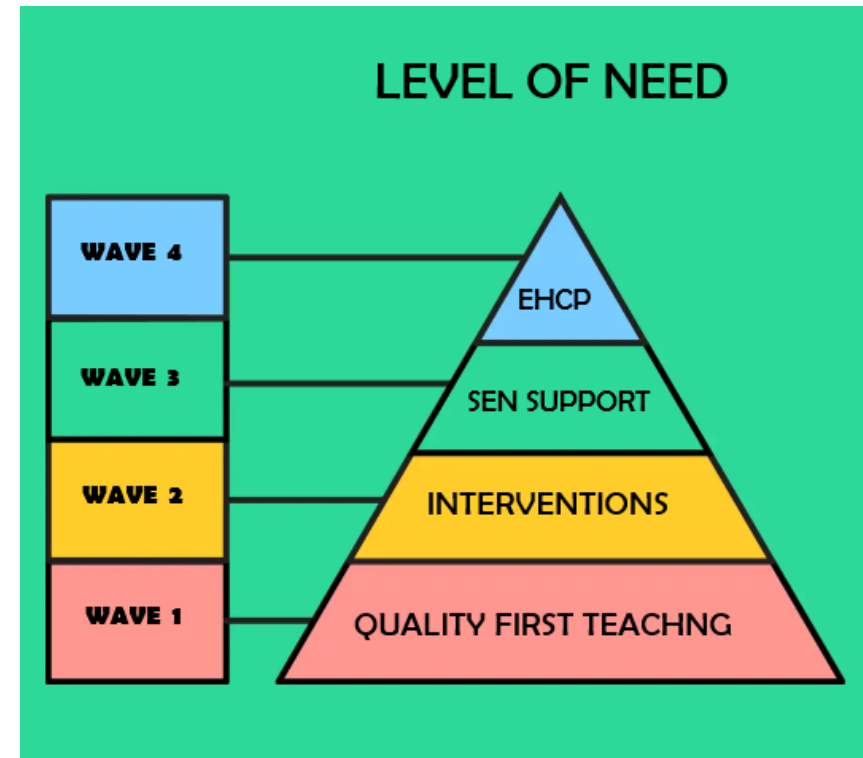 LEVEL OF NEED
WAVE 4
EHCP
WAVE 3
SEN SUPPORT
WAVE 2
INTERVENTIONS
WAVE 1
QUALITY FIRST TEACHNG